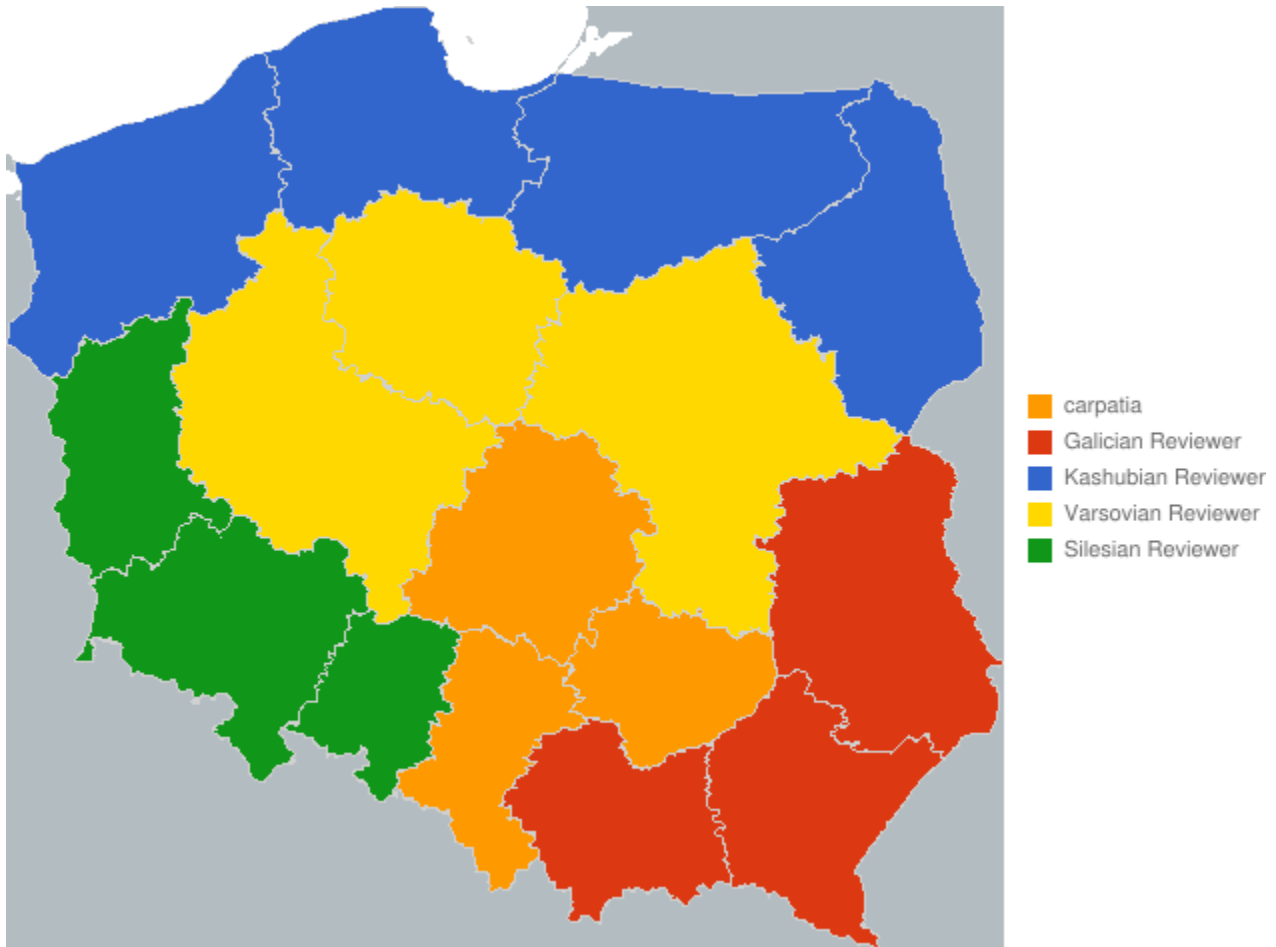 carpatia
Galician Reviewer
Kashubian Reviewer
Varsovian Reviewer
Silesian Reviewer